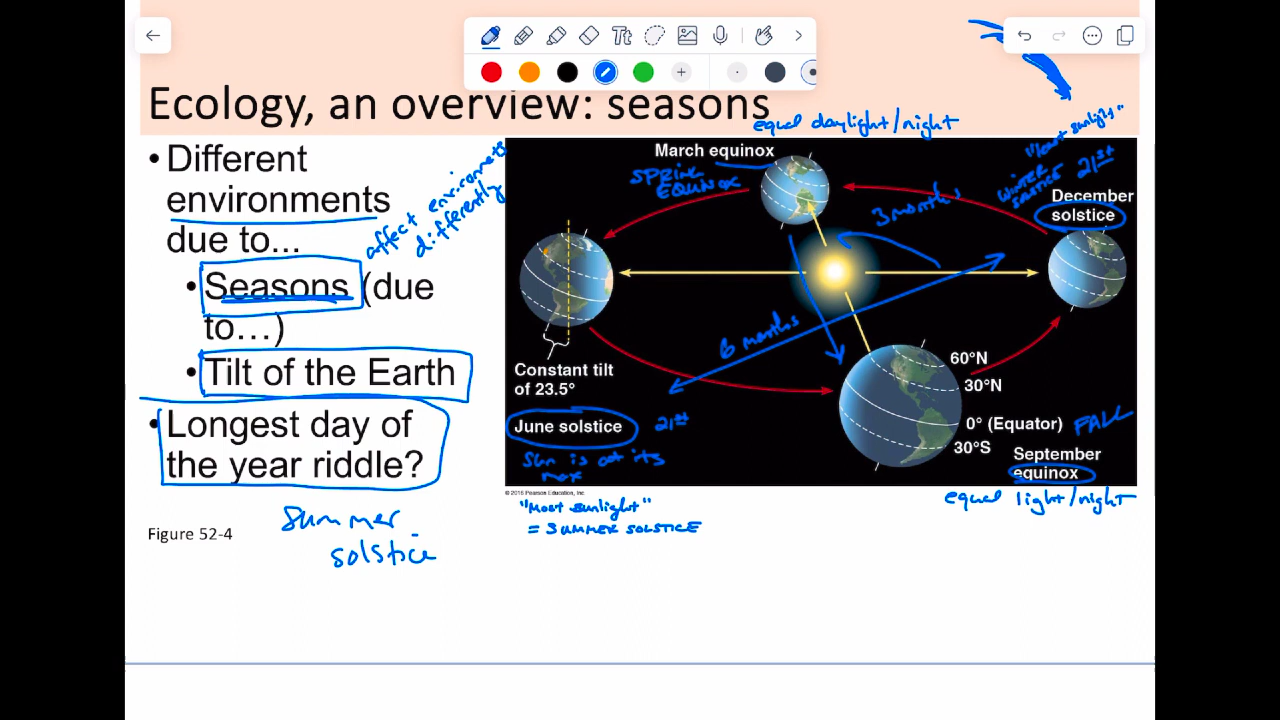 Tt
Ecology, an overview: seasons
• Different
environments
due to...
• Seasons (due
to…)
• Tilt of the Earth
• Longest day of
the year riddle?
Figure 52-4
affect environmets
differently
summer
solstice
equal daylight/night
March equinox
SPRING
EQUINOX
"least sunlight"
WINTER
SOLSTICE 21st
December
solstice
3 months
6 months
Constant tilt
of 23.5°
60°N
30°N
0° (Equator)
30°S
FALL
June solstice
21st
Sun is at its
max
September
equinox
© 2016 Pearson Education, Inc.
"Most sunlight"
= SUMMER SOLSTICE
equal light/night